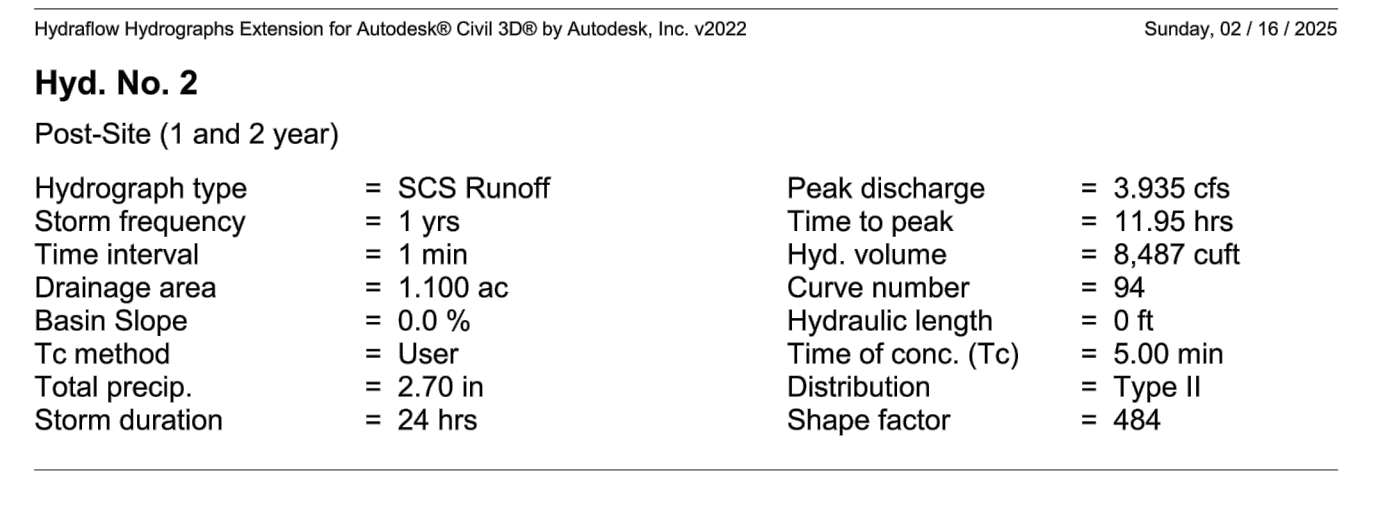 Hydraflow Hydrographs Extension for Autodesk® Civil 3D® by Autodesk, Inc. v2022 Sunday, 02 / 16 / 2025
Hyd. No. 2
Post-Site (1 and 2 year)
Hydrograph type = SCS Runoff Peak discharge = 3.935 cfs
Storm frequency = 1 yrs Time to peak = 11.95 hrs
Time interval = 1 min Hyd. volume = 8,487 cuft
Drainage area = 1.100 ac Curve number = 94
Basin Slope = 0.0 % Hydraulic length = 0 ft
Tc method = User Time of conc. (Tc) = 5.00 min
Total precip. = 2.70 in Distribution = Type II
Storm duration = 24 hrs Shape factor = 484